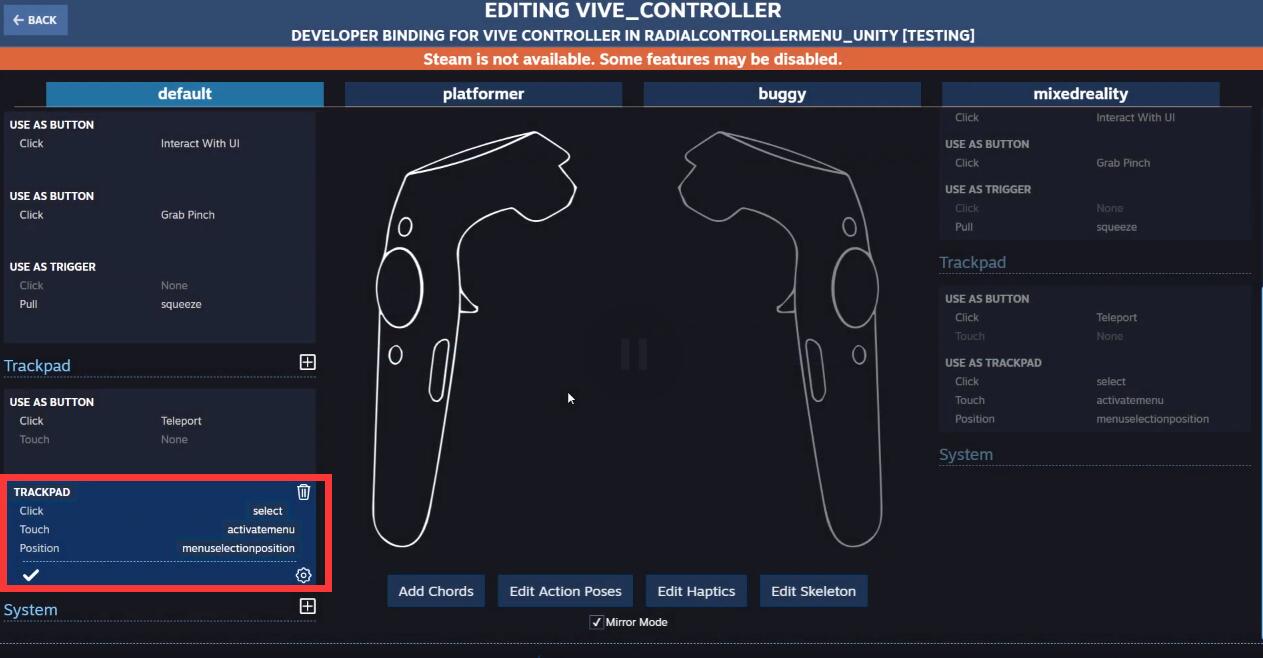 BACK
EDITING VIVE_CONTROLLER
DEVELOPER BINDING FOR VIVE CONTROLLER IN RADIALCONTROLLERMENU_UNITY [TESTING]
Steam is not available. Some features may be disabled.
default platformer buggy mixedreality
USE AS BUTTON
Click Interact With UI
USE AS BUTTON
Click Grab Pinch
USE AS TRIGGER
Click None
Pull squeeze
Trackpad
USE AS BUTTON
Click Teleport
Touch None
TRACKPAD
Click select
Touch activatemenu
Position menuselectionposition
System
Click Interact With UI
USE AS BUTTON
Click Grab Pinch
USE AS TRIGGER
Click None
Pull squeeze
Trackpad
USE AS BUTTON
Click Teleport
Touch None
USE AS TRACKPAD
Click select
Touch activatemenu
Position menuselectionposition
System
Add Chords Edit Action Poses Edit Haptics Edit Skeleton
Mirror Mode